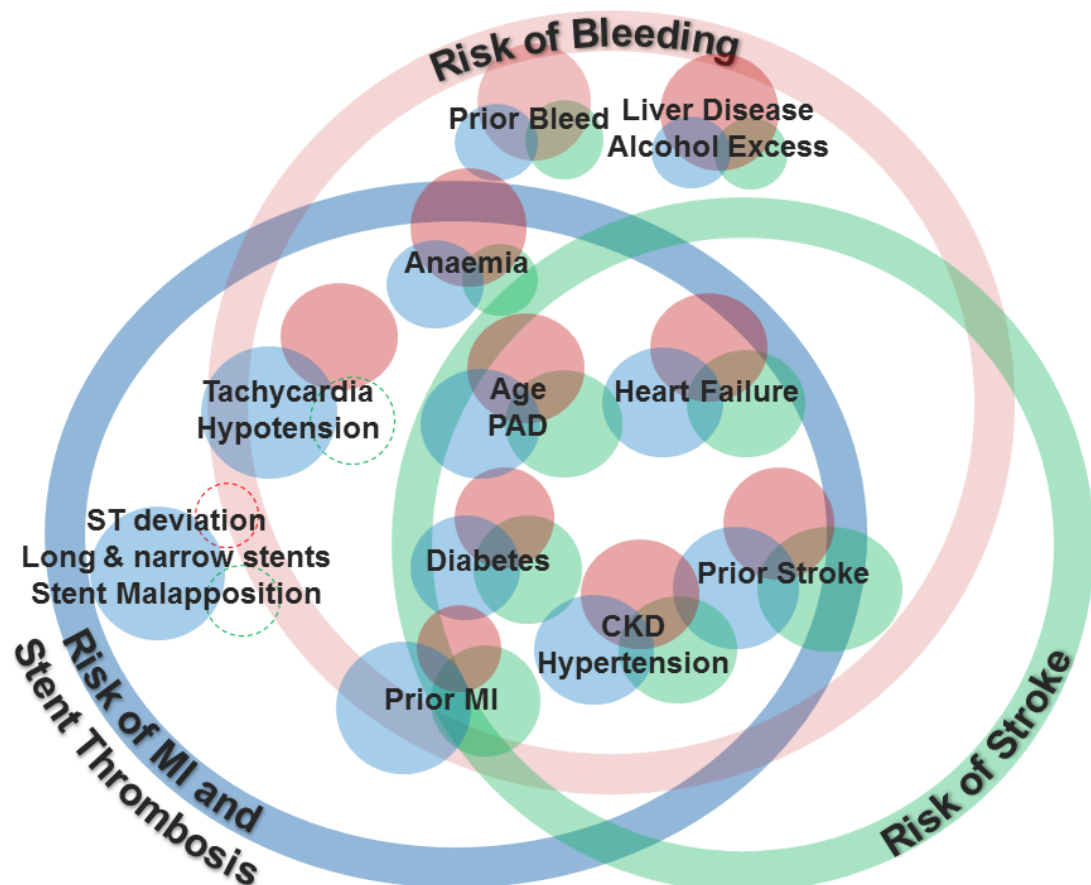 Risk of Bleeding
Prior Bleed
Liver Disease
Alcohol Excess
Anaemia
Tachycardia
Hypotension
Age
PAD
Heart Failure
ST deviation
Long & narrow stents
Stent Malapposition
Diabetes
Prior Stroke
CKD
Hypertension
Prior MI
Risk of MI and
Stent Thrombosis
Risk of Stroke